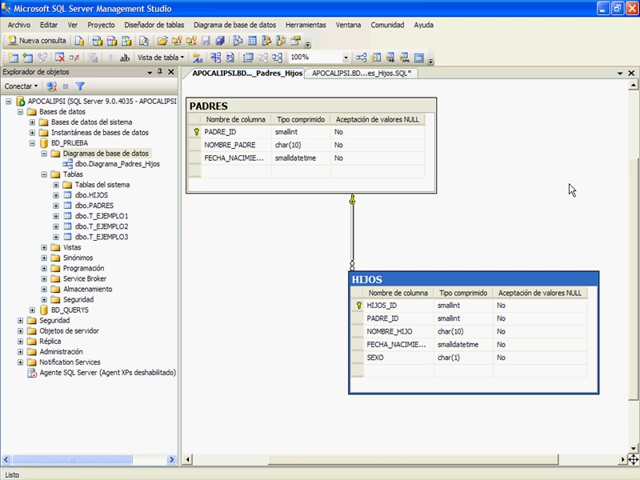 Microsoft SQL Server Management Studio
Archivo Editar Ver Proyecto Diseñador de tablas Diagrama de base de datos Herramientas Ventana Comunidad Ayuda
Nueva consulta
Vista de tabla 100%
Explorador de objetos
Conectar
APOCALIPSI (SQL Server 9.0.4035 - APOCALIPSI
Bases de datos
Bases de datos del sistema
Instantáneas de bases de datos
BD_PRUEBA
Diagramas de base de datos
dbo.Diagrama_Padres_Hijos
Tablas
Tablas del sistema
dbo.HIJOS
dbo.PADRES
dbo.T_EJEMPLO1
dbo.T_EJEMPLO2
dbo.T_EJEMPLO3
Vistas
Sinónimos
Programación
Service Broker
Almacenamiento
Seguridad
BD_QUERYS
Seguridad
Objetos de servidor
Réplica
Administración
Notification Services
Agente SQL Server (Agent XPs deshabilitado)
APOCALIPSI.BD..._Padres_Hijos APOCALIPSI.BD...es_Hijos.SQL*
PADRES
Nombre de columna Tipo comprimido Aceptación de valores NULL
PADRE_ID smallint No
NOMBRE_PADRE char(10) No
FECHA_NACIMIE... smalldatetime No
HIJOS
Nombre de columna Tipo comprimido Aceptación de valores NULL
HIJOS_ID smallint No
PADRE_ID smallint No
NOMBRE_HIJO char(10) No
FECHA_NACIMIE... smalldatetime No
SEXO char(1) No
Listo